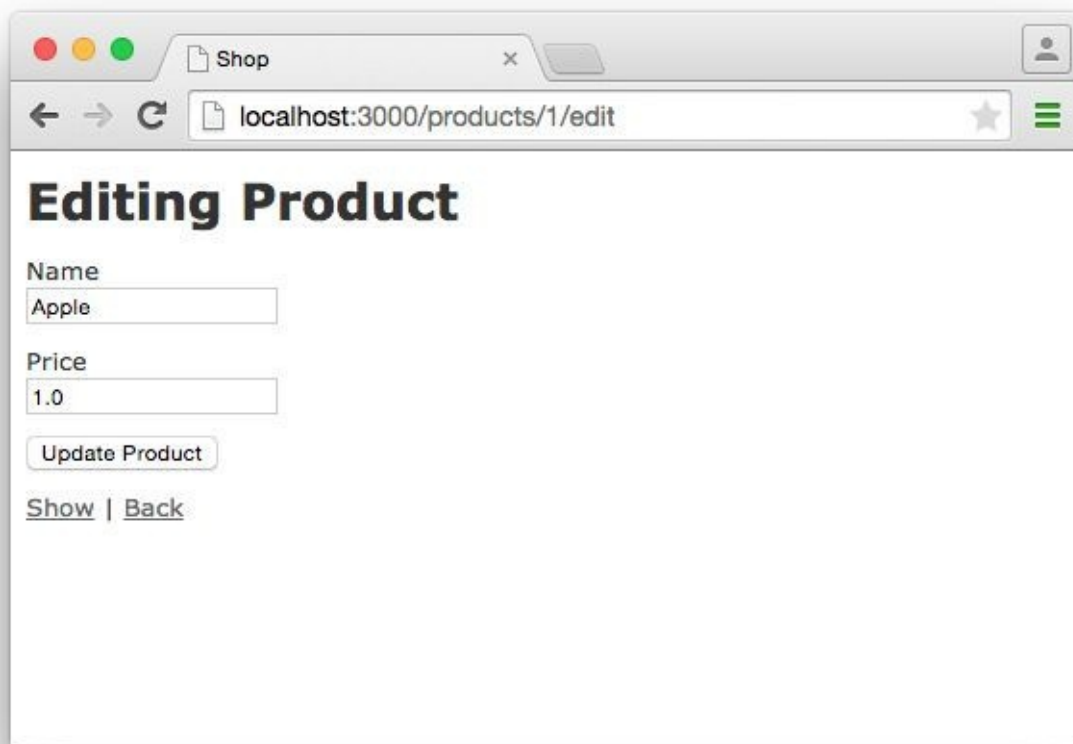 Shop
localhost:3000/products/1/edit
Editing Product
Name
Apple
Price
1.0
Update Product
Show | Back